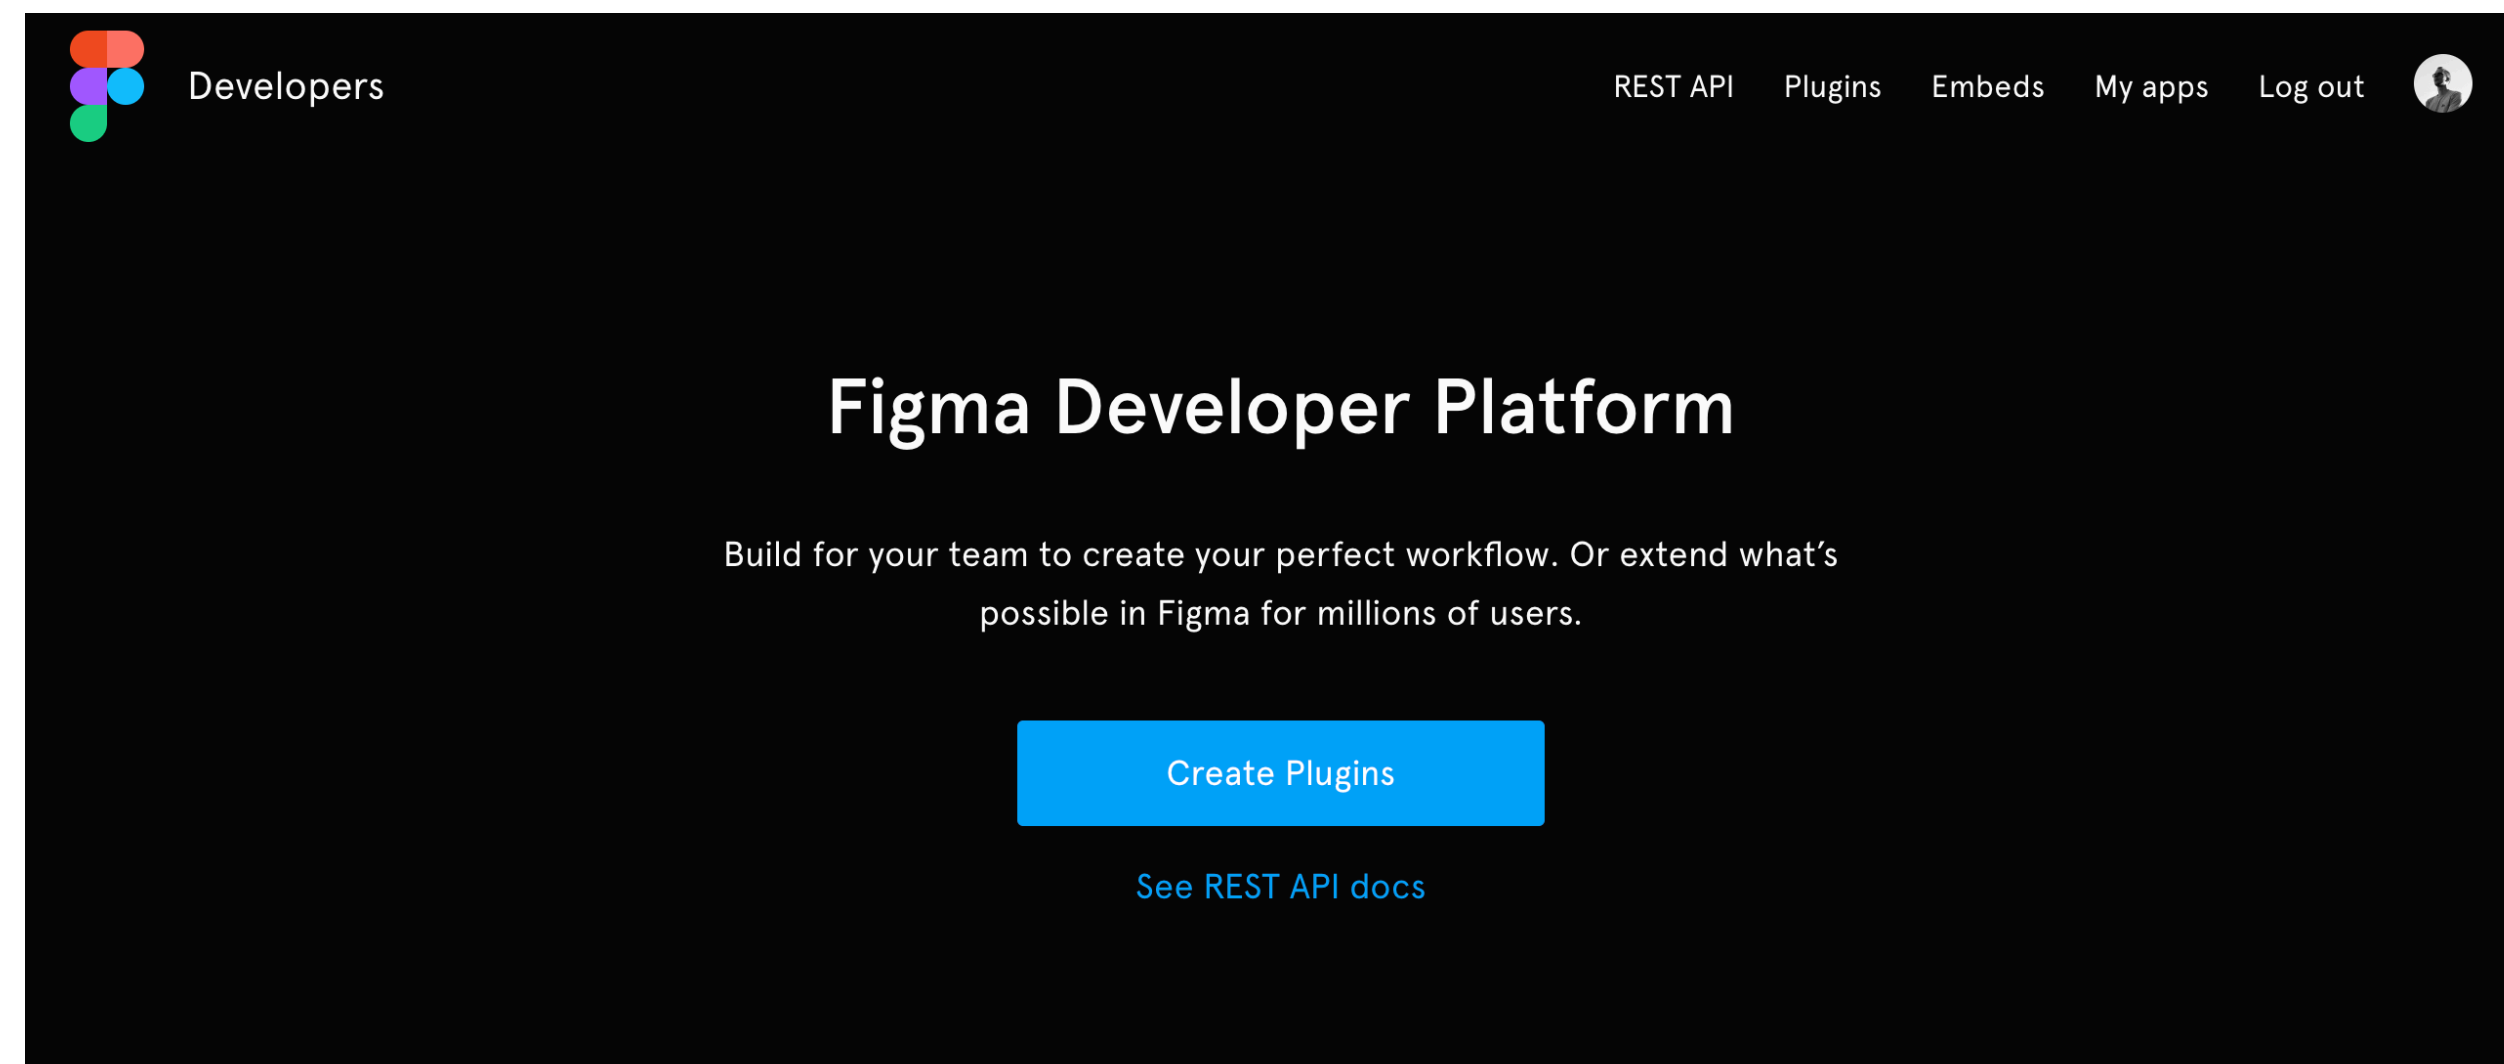 Developers
REST API Plugins Embeds My apps Log out
Figma Developer Platform
Build for your team to create your perfect workflow. Or extend what’s
possible in Figma for millions of users.
Create Plugins
See REST API docs